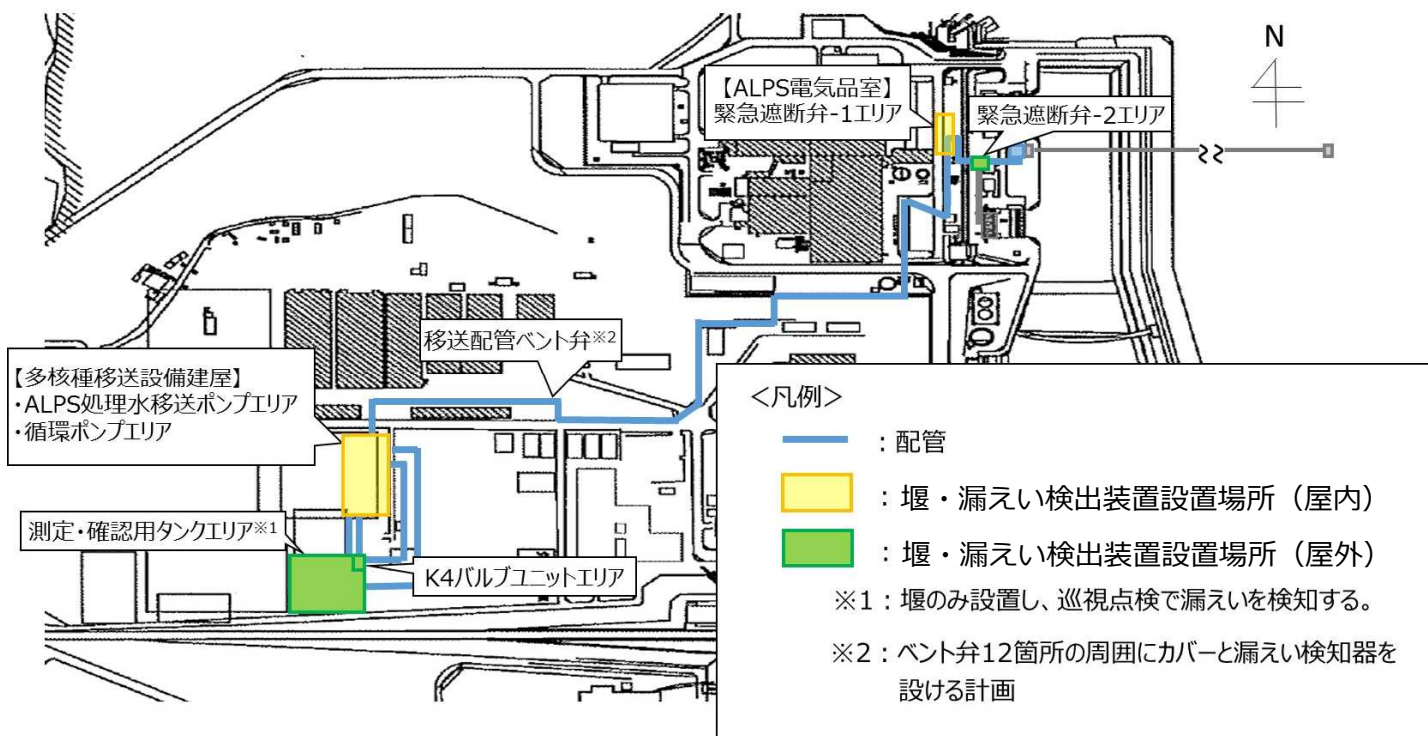 N
【ALPS電気品室】
緊急遮断弁-1エリア
緊急遮断弁-2エリア
移送配管ベント弁※2
【多核種移送設備建屋】
・ALPS処理水移送ポンプエリア
・循環ポンプエリア
測定・確認用タンクエリア※1
K4バルブユニットエリア
<凡例>
：配管
：堰・漏えい検出装置設置場所（屋内）
：堰・漏えい検出装置設置場所（屋外）
※1：堰のみ設置し、巡視点検で漏えいを検知する。
※2：ベント弁12箇所の周囲にカバーと漏えい検知器を
設ける計画